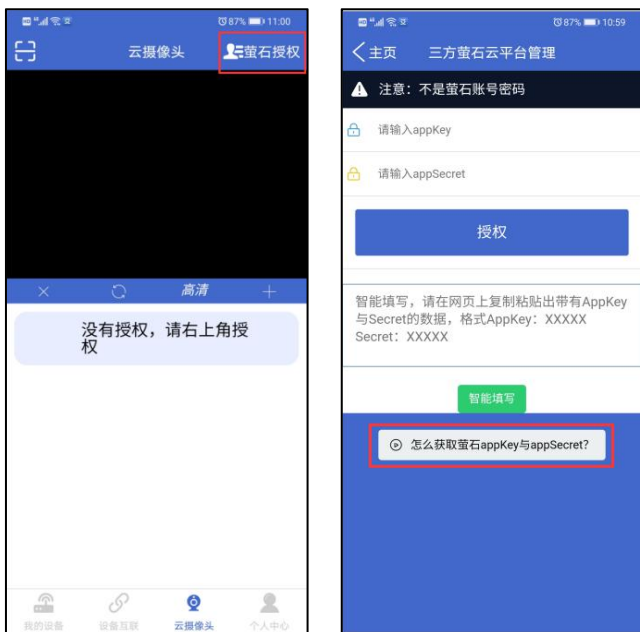 87% 11:00
云摄像头
萤石授权
高清
没有授权，请右上角授
权
我的设备
设备互联
云摄像头
个人中心
87% 10:59
主页
三方萤石云平台管理
注意：不是萤石账号密码
请输入appKey
请输入appSecret
授权
智能填写，请在网页上复制粘贴出带有AppKey
与Secret的数据，格式AppKey：XXXXX
Secret：XXXXX
智能填写
怎么获取萤石appKey与appSecret?